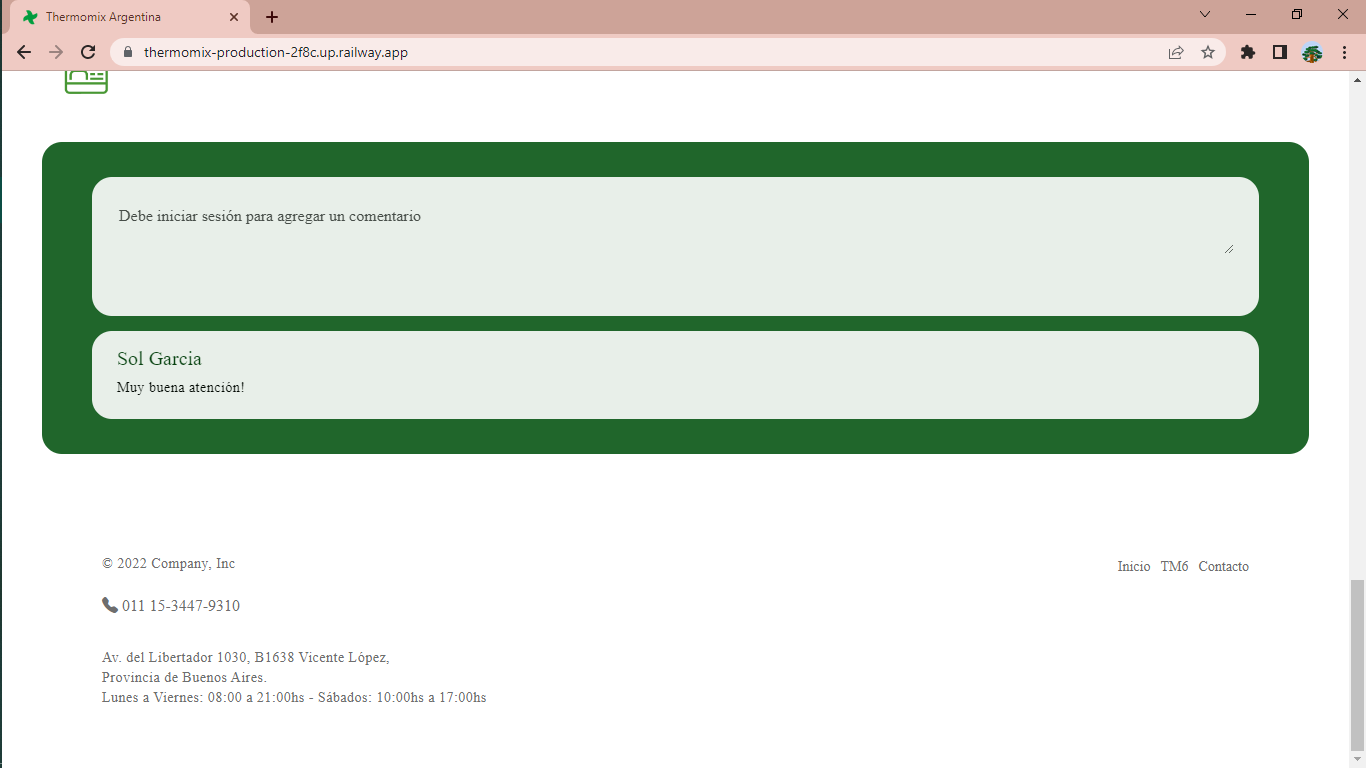 Thermomix Argentina
thermomix-production-2f8c.up.railway.app
Debe iniciar sesión para agregar un comentario
Sol Garcia
Muy buena atención!
© 2022 Company, Inc
Inicio TM6 Contacto
011 15-3447-9310
Av. del Libertador 1030, B1638 Vicente López,
Provincia de Buenos Aires.
Lunes a Viernes: 08:00 a 21:00hs - Sábados: 10:00hs a 17:00hs